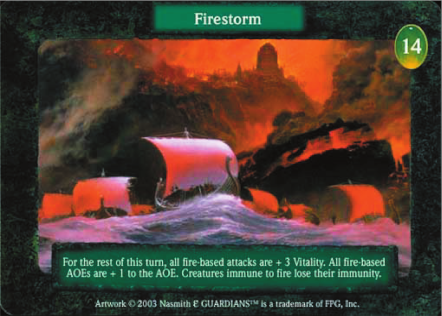 Firestorm
14
For the rest of this turn, all fire-based attacks are + 3 Vitality. All fire-based
AOEs are + 1 to the AOE. Creatures immune to fire lose their immunity.
Artwork © 2003 Nasmith & GUARDIANS™ is a trademark of FPG, Inc.